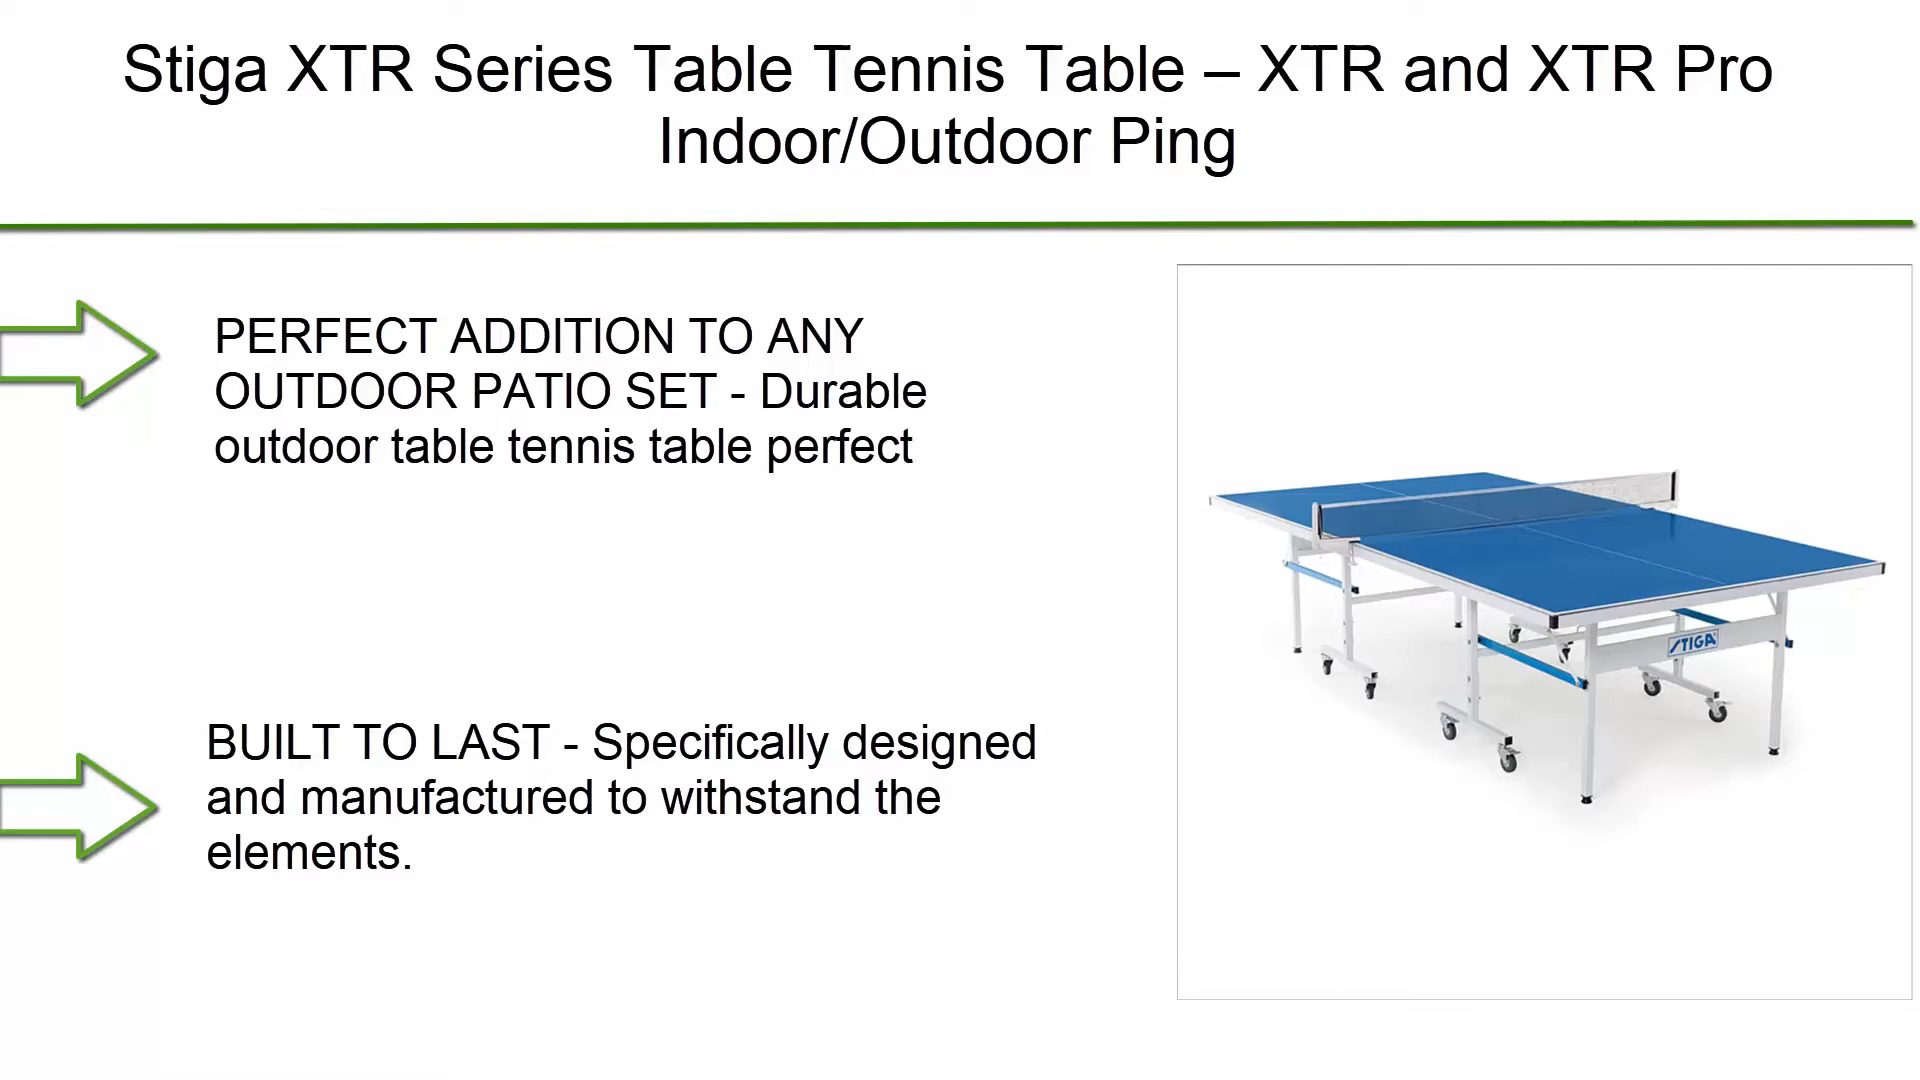 Stiga XTR Series Table Tennis Table – XTR and XTR Pro
Indoor/Outdoor Ping
PERFECT ADDITION TO ANY
OUTDOOR PATIO SET - Durable
outdoor table tennis table perfect
BUILT TO LAST - Specifically designed
and manufactured to withstand the
elements.
STIGA